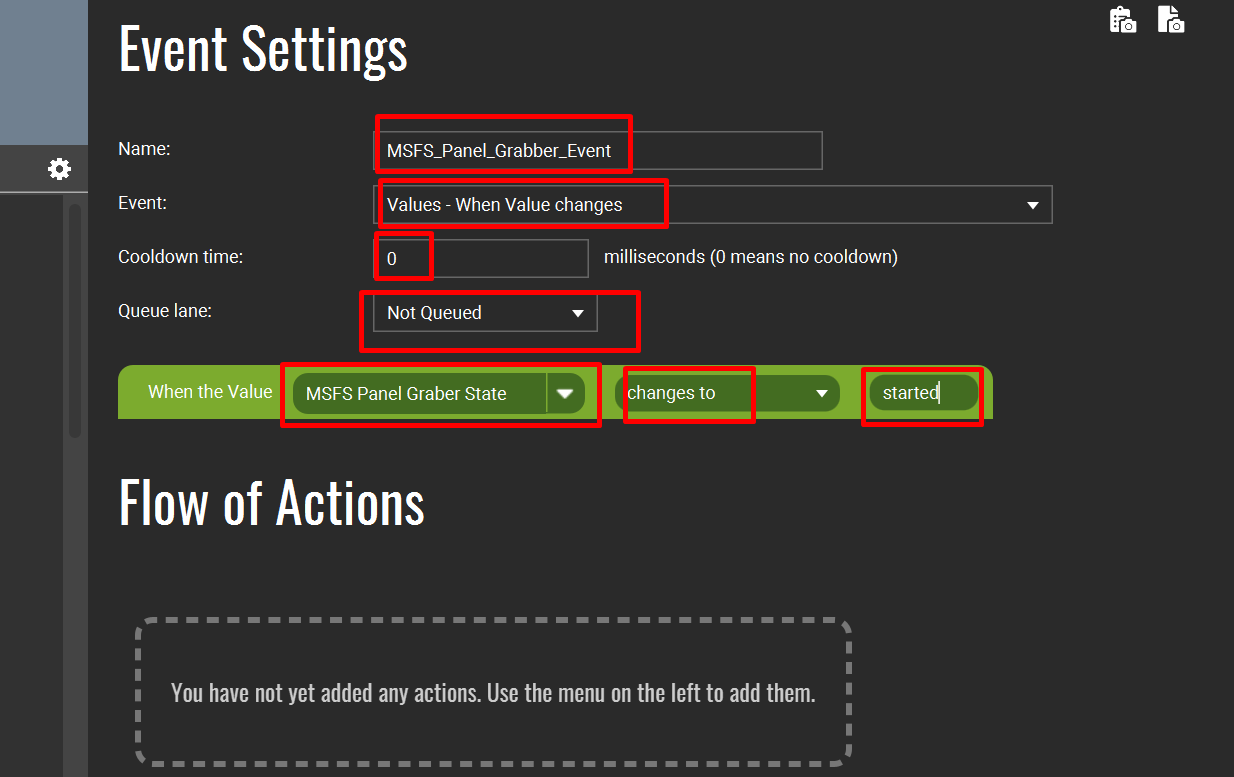 Event Settings
Name: MSFS_Panel_Grabber_Event
Event: Values - When Value changes
Cooldown time: 0 milliseconds (0 means no cooldown)
Queue lane: Not Queued
When the Value MSFS Panel Graber State changes to started
Flow of Actions
You have not yet added any actions. Use the menu on the left to add them.